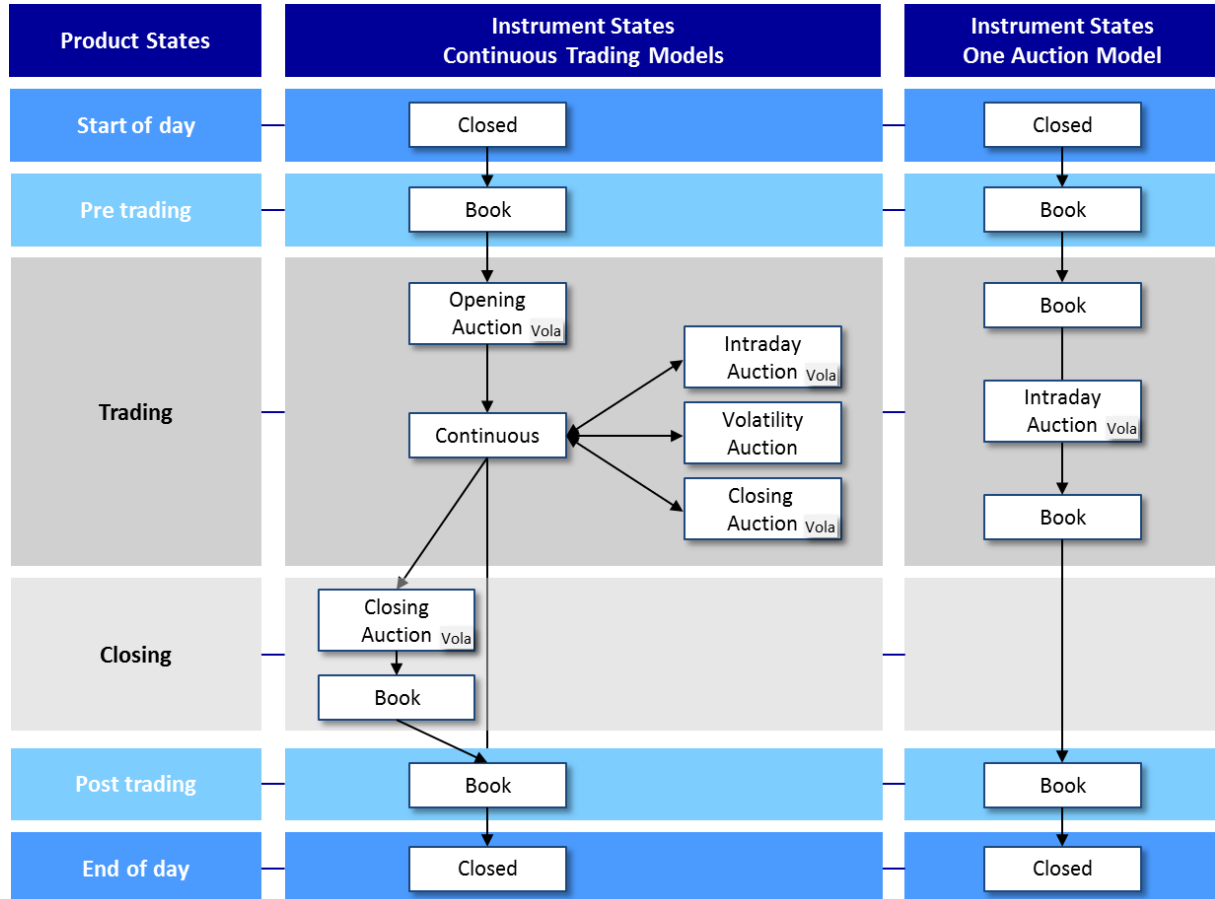 Product States
Instrument States
Continuous Trading Models
Instrument States
One Auction Model
Start of day
Closed
Closed
Pre trading
Book
Book
Trading
Opening
Auction Vola
Continuous
Intraday
Auction Vola
Volatility
Auction
Closing
Auction Vola
Book
Intraday
Auction Vola
Book
Closing
Closing
Auction Vola
Book
Post trading
Book
Book
End of day
Closed
Closed